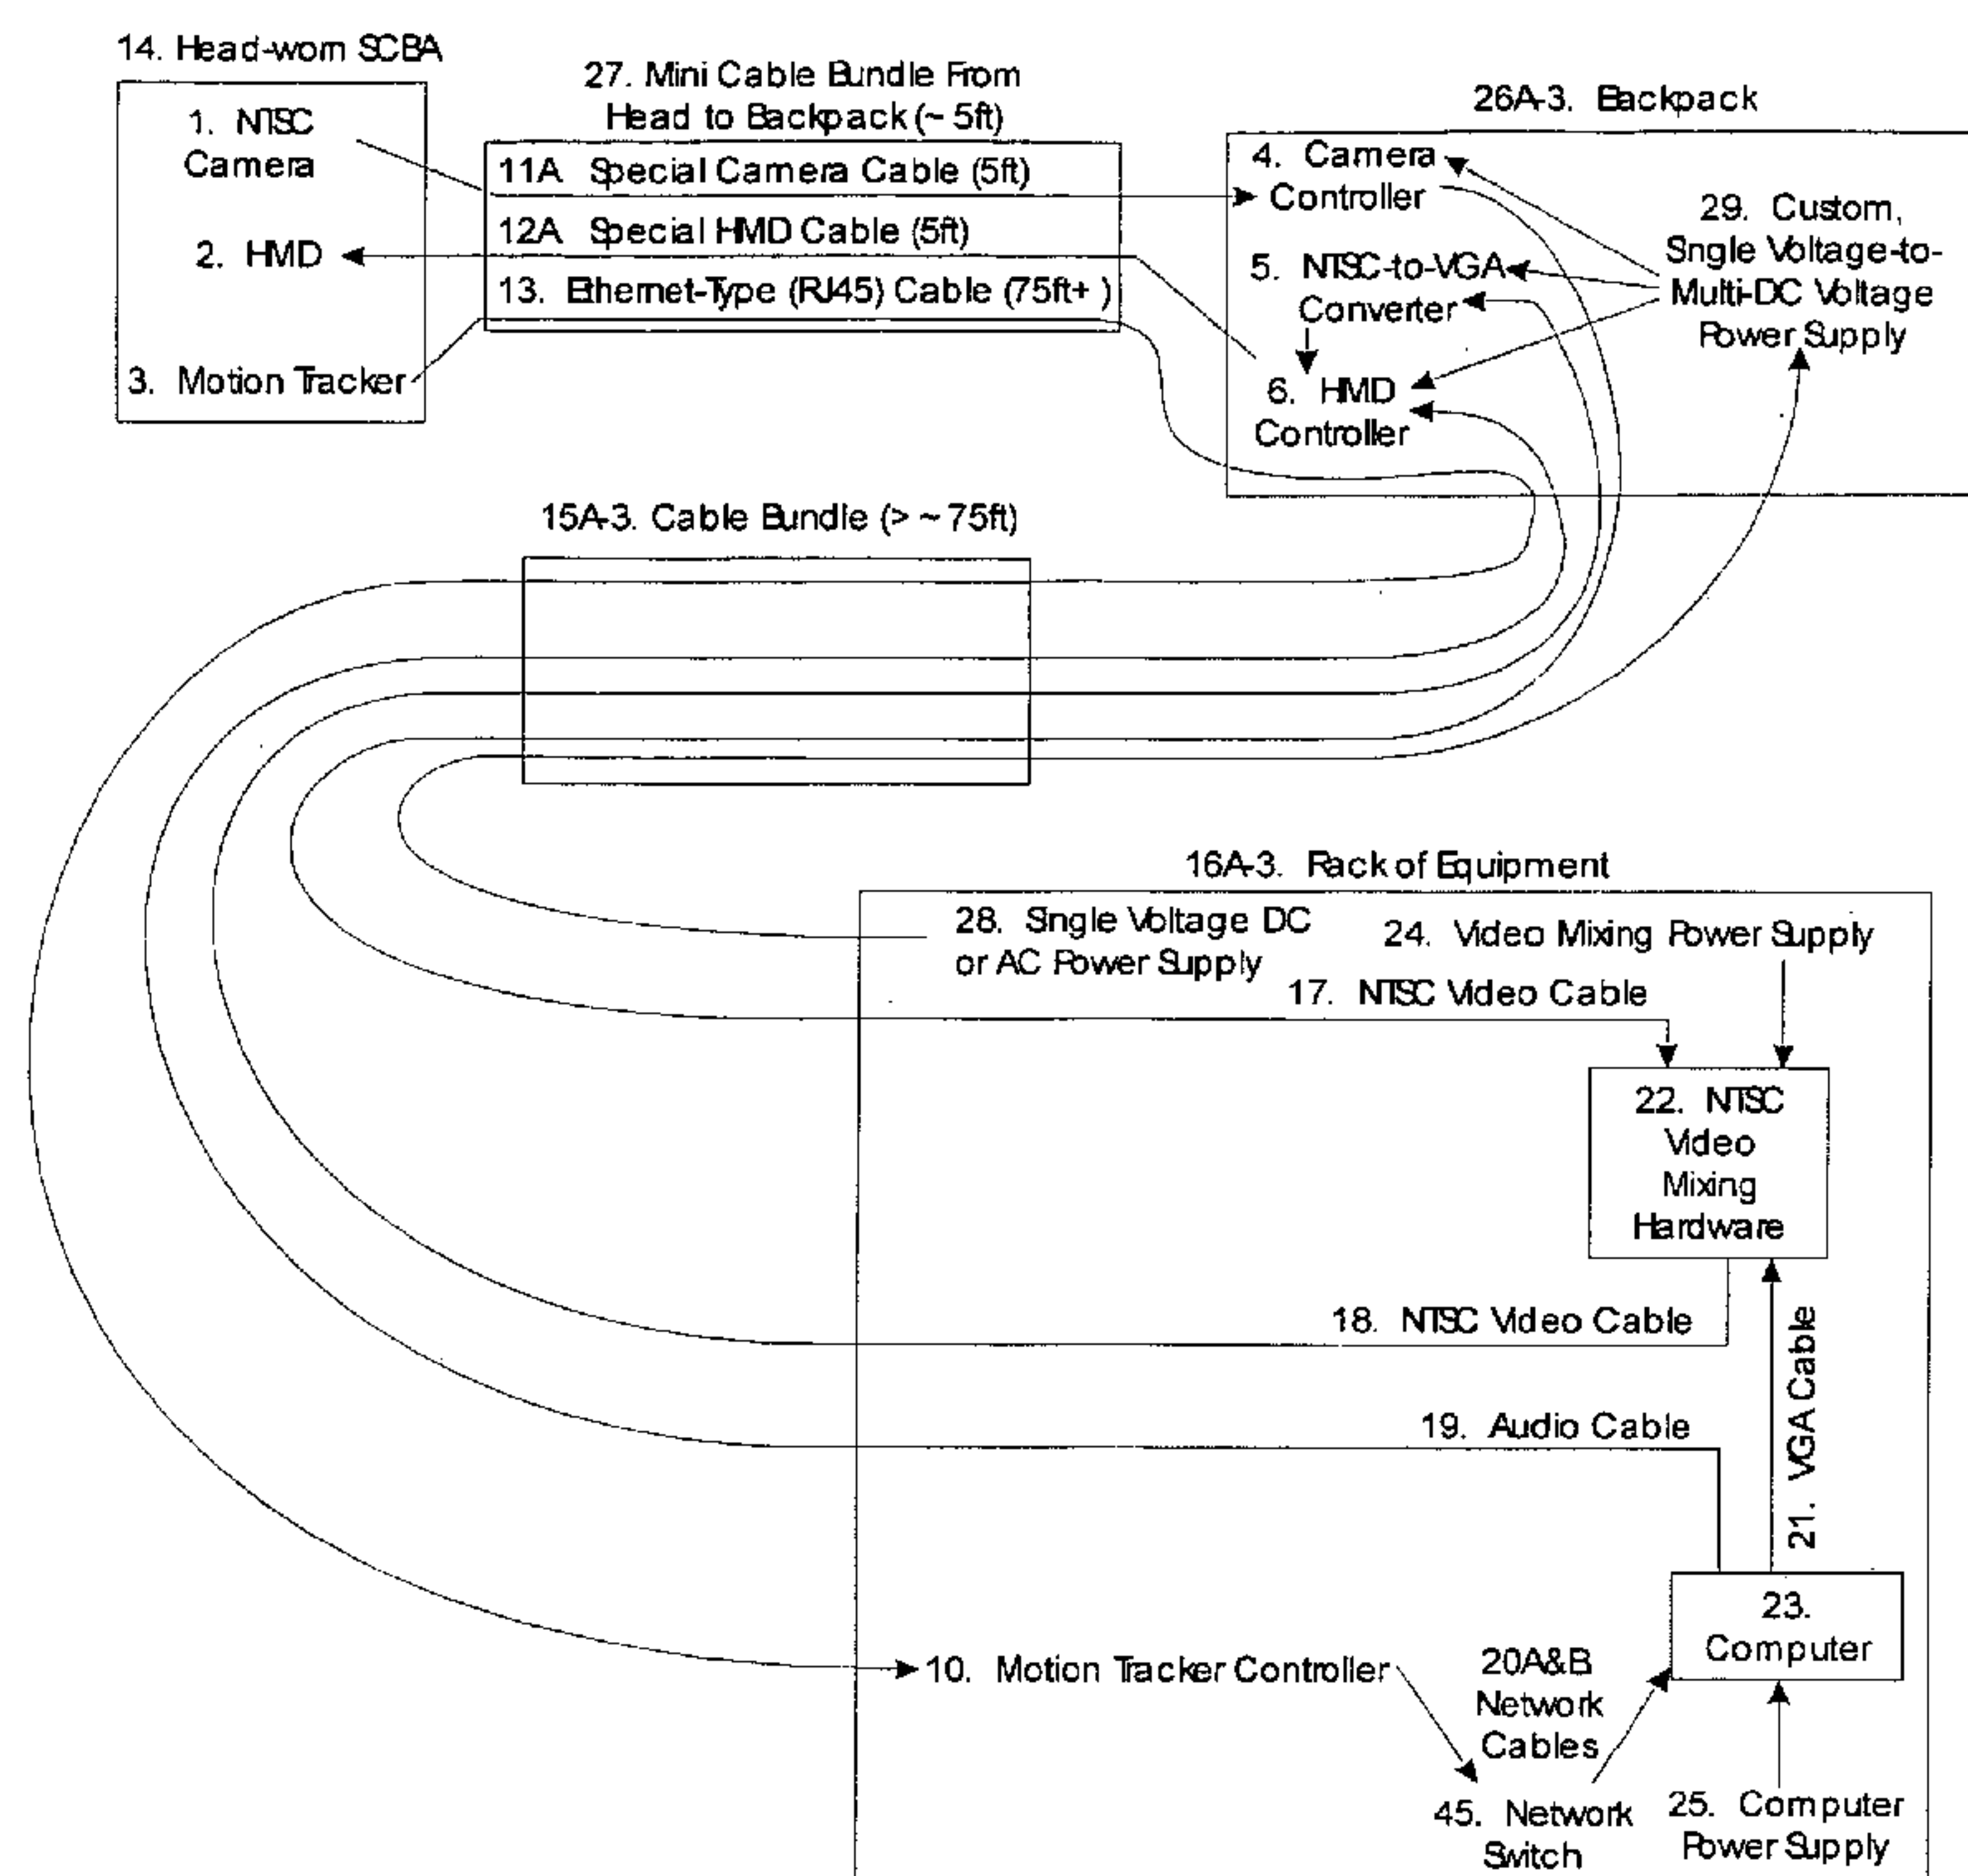 14. Head-worn SCBA
1. NTSC
Camera
2. HMD
3. Motion Tracker
27. Mini Cable Bundle From
Head to Backpack (~ 5ft)
11A Special Camera Cable (5ft)
12A Special HMD Cable (5ft)
13. Ethernet-Type (RJ45) Cable (75ft+ )
26A-3. Backpack
4. Camera
Controller
5. NTSC-to-VGA
Converter
6. HMD
Controller
29. Custom,
Single Voltage-to-
Multi-DC Voltage
Power Supply
15A-3. Cable Bundle (> ~ 75ft)
16A-3. Rack of Equipment
28. Single Voltage DC
or AC Power Supply
24. Video Mixing Power Supply
17. NTSC Video Cable
22. NTSC
Video
Mixing
Hardware
18. NTSC Video Cable
21. VGA Cable
19. Audio Cable
23.
Computer
10. Motion Tracker Controller
20A&B
Network
Cables
45. Network
Switch
25. Computer
Power Supply